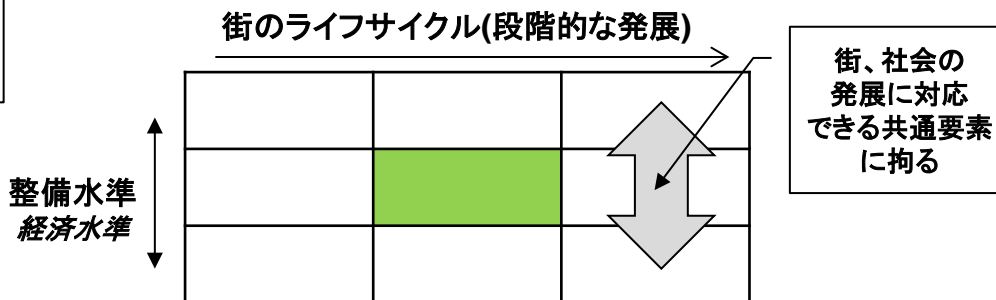 街のライフサイクル(段階的な発展)
街、社会の
発展に対応
できる共通要素
に拘る
整備水準
経済水準